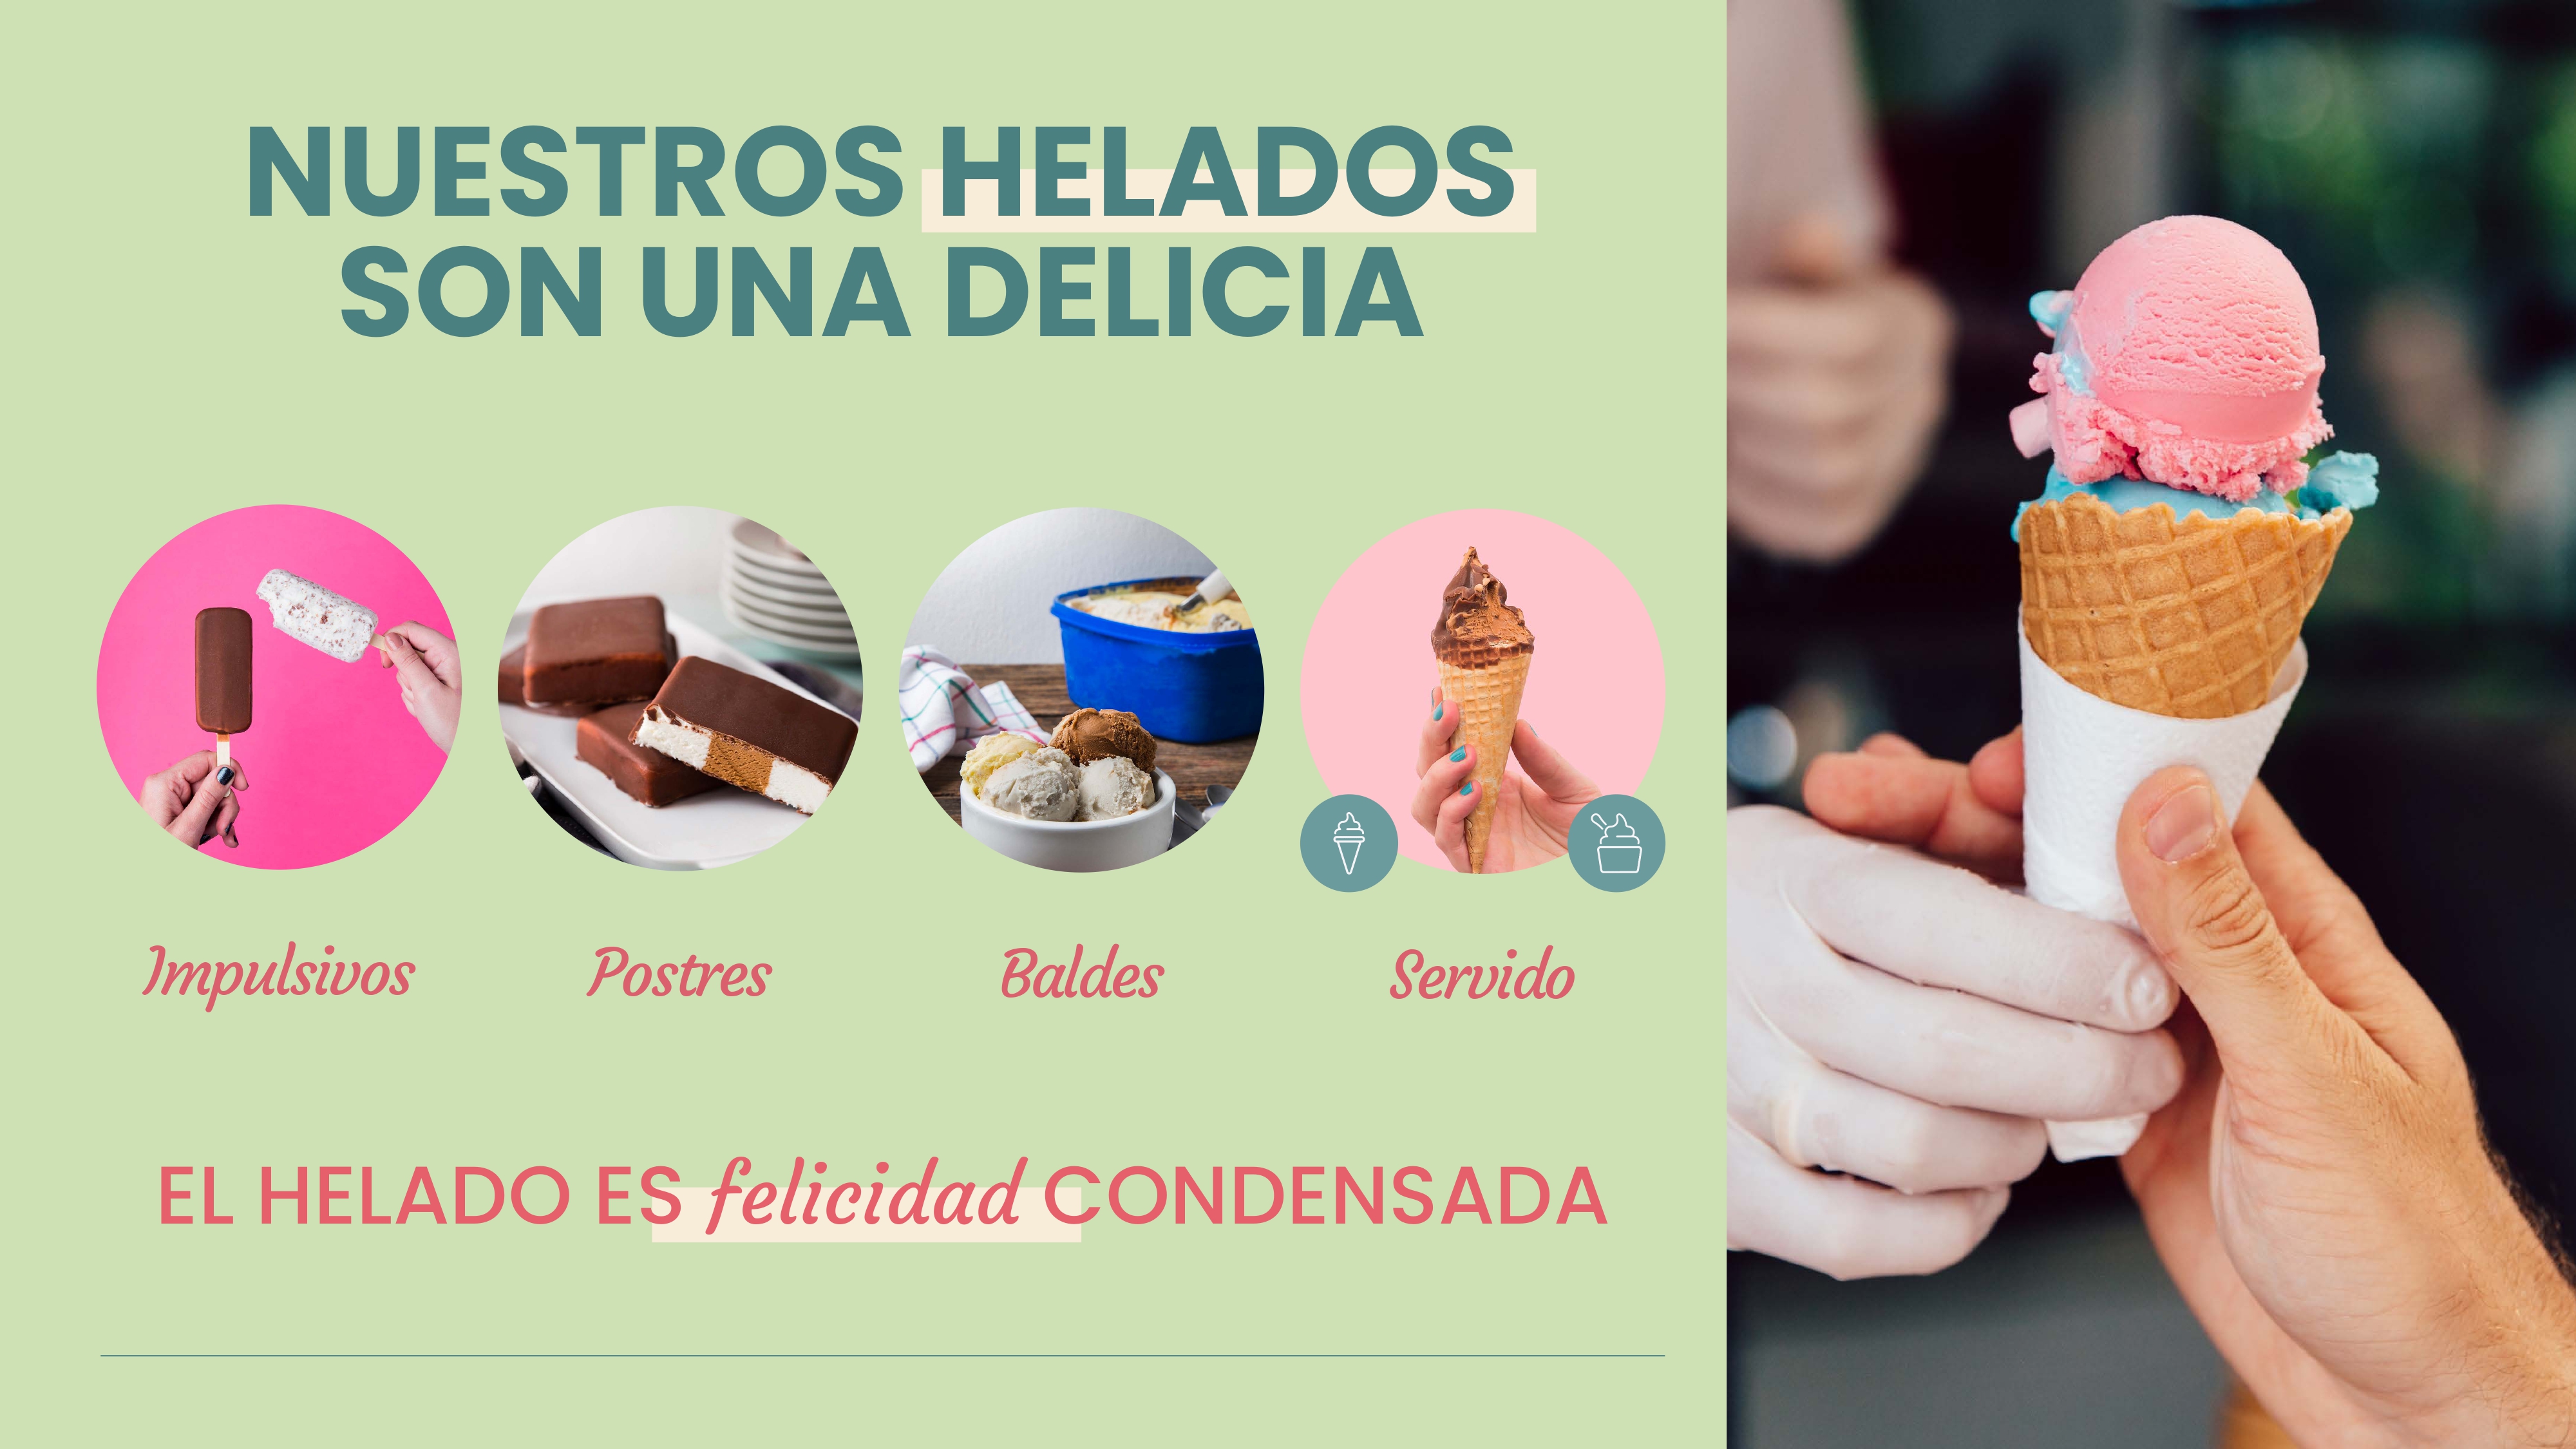 NUESTROS HELADOS
SON UNA DELICIA
Impulsivos
Postres
Baldes
Servido
EL HELADO ES felicidad CONDENSADA